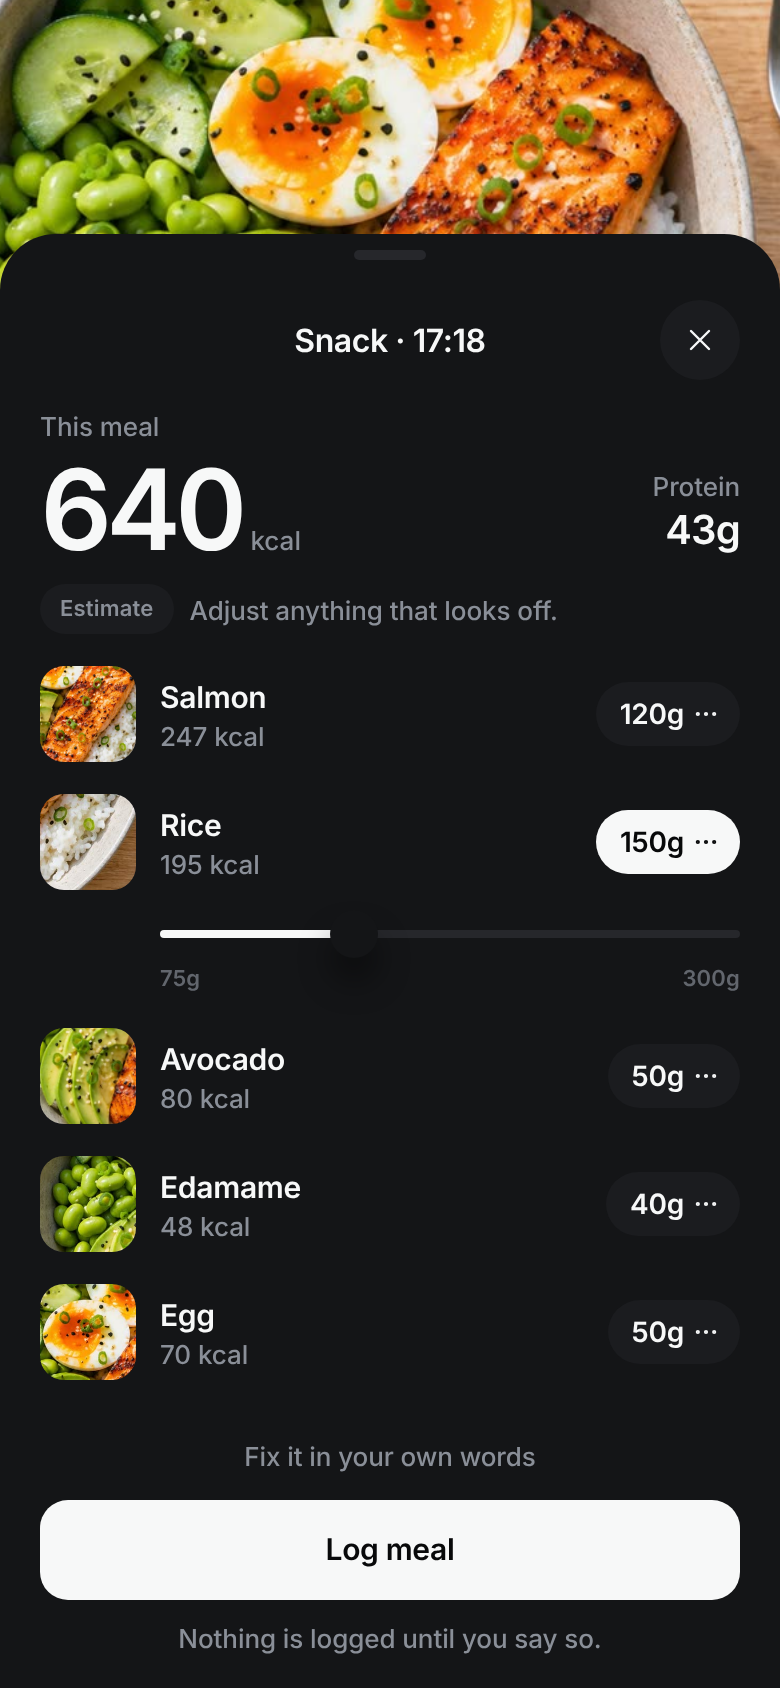 Snack · 17:18
This meal
640 kcal
Protein
43g
Estimate
Adjust anything that looks off.
Salmon
247 kcal
120g ···
Rice
195 kcal
150g ···
75g
300g
Avocado
80 kcal
50g ···
Edamame
48 kcal
40g ···
Egg
70 kcal
50g ···
Fix it in your own words
Log meal
Nothing is logged until you say so.